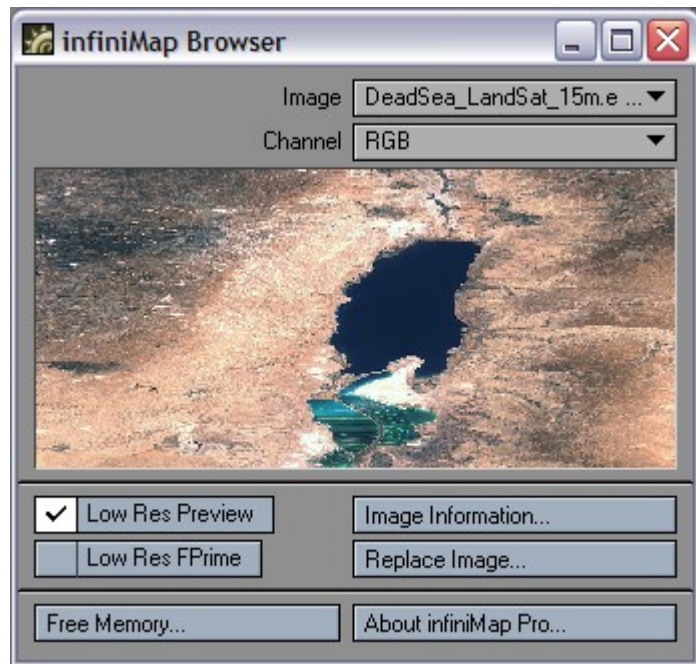 infiniMap Browser
Image DeadSea_LandSat_15m.e ...
Channel RGB
Low Res Preview Image Information...
Low Res FPrime Replace Image...
Free Memory... About infiniMap Pro...